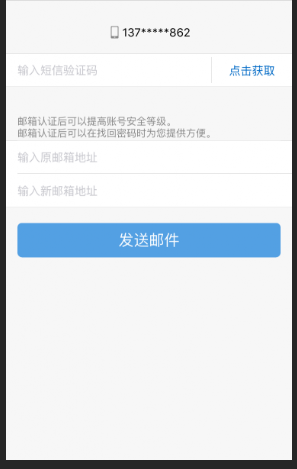 137*****862
输入短信验证码
点击获取
邮箱认证后可以提高账号安全等级。
邮箱认证后可以在找回密码时为您提供方便。
输入原邮箱地址
输入新邮箱地址
发送邮件